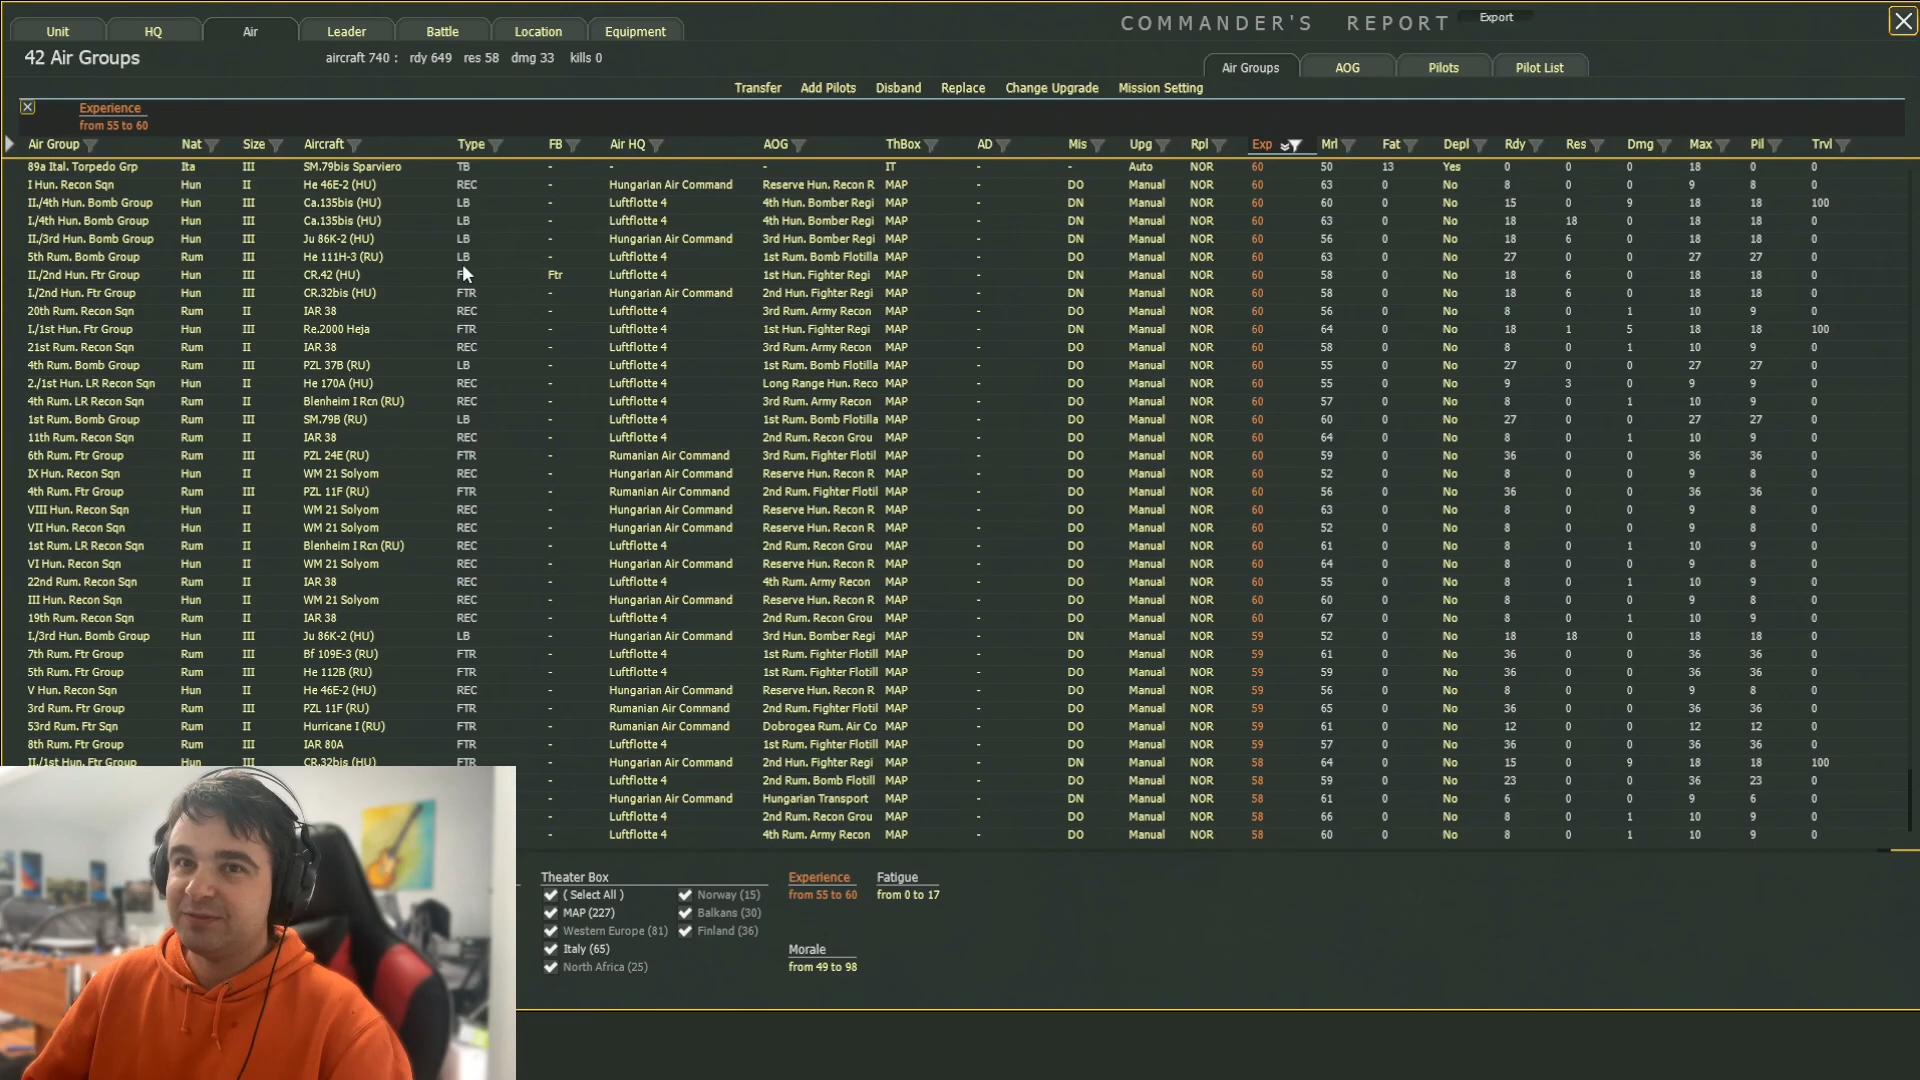 Unit HQ Air Leader Battle Location Equipment COMMANDER'S REPORT Export
42 Air Groups aircraft 740 : rdy 649 res 58 dmg 33 kills 0 Air Groups AOG Pilots Pilot List
Transfer Add Pilots Disband Replace Change Upgrade Mission Setting
Experience
from 55 to 60
Air Group Nat Size Aircraft Type FB Air HQ AOG ThBox AD Mis Upg Rpl Exp Mrl Fat Depl Rdy Res Dmg Max Pil Trvl
89a Ital. Torpedo Grp Ita III SM.79bis Sparviero TB - - - IT - - Auto NOR 60 50 13 Yes 0 0 0 18 0 0
I Hun. Recon Sqn Hun II He 46E-2 (HU) REC - Hungarian Air Command Reserve Hun. Recon R MAP - DO Manual NOR 60 63 0 No 8 0 0 9 8 0
II./4th Hun. Bomb Group Hun III Ca.135bis (HU) LB - Luftflotte 4 4th Hun. Bomber Regi MAP - DN Manual NOR 60 60 0 No 15 0 9 18 18 100
I./4th Hun. Bomb Group Hun III Ca.135bis (HU) LB - Luftflotte 4 4th Hun. Bomber Regi MAP - DO Manual NOR 60 63 0 No 18 18 0 18 18 0
II./3rd Hun. Bomb Group Hun III Ju 86K-2 (HU) LB - Hungarian Air Command 3rd Hun. Bomber Regi MAP - DN Manual NOR 60 56 0 No 18 6 0 18 18 0
5th Rum. Bomb Group Rum III He 111H-3 (RU) LB - Luftflotte 4 1st Rum. Bomb Flotilla MAP - DO Manual NOR 60 63 0 No 27 0 0 27 27 0
II./2nd Hun. Ftr Group Hun III CR.42 (HU) F Ftr Luftflotte 4 1st Hun. Fighter Regi MAP - DN Manual NOR 60 58 0 No 18 6 0 18 18 0
I./2nd Hun. Ftr Group Hun III CR.32bis (HU) FTR - Hungarian Air Command 2nd Hun. Fighter Regi MAP - DN Manual NOR 60 58 0 No 18 6 0 18 18 0
20th Rum. Recon Sqn Rum II IAR 38 REC - Luftflotte 4 3rd Rum. Army Recon MAP - DO Manual NOR 60 56 0 No 8 0 1 10 9 0
I./1st Hun. Ftr Group Hun III Re.2000 Heja FTR - Luftflotte 4 1st Hun. Fighter Regi MAP - DN Manual NOR 60 64 0 No 18 1 5 18 18 100
21st Rum. Recon Sqn Rum II IAR 38 REC - Luftflotte 4 3rd Rum. Army Recon MAP - DO Manual NOR 60 58 0 No 8 0 1 10 9 0
4th Rum. Bomb Group Rum III PZL 37B (RU) LB - Luftflotte 4 1st Rum. Bomb Flotilla MAP - DO Manual NOR 60 55 0 No 27 0 0 27 27 0
2./1st Hun. LR Recon Sqn Hun II He 170A (HU) REC - Luftflotte 4 Long Range Hun. Reco MAP - DO Manual NOR 60 55 0 No 9 3 0 9 9 0
4th Rum. LR Recon Sqn Rum II Blenheim I Rcn (RU) REC - Luftflotte 4 3rd Rum. Army Recon MAP - DO Manual NOR 60 57 0 No 8 0 1 10 9 0
1st Rum. Bomb Group Rum III SM.79B (RU) LB - Luftflotte 4 1st Rum. Bomb Flotilla MAP - DO Manual NOR 60 60 0 No 27 0 0 27 27 0
11th Rum. Recon Sqn Rum II IAR 38 REC - Luftflotte 4 2nd Rum. Recon Grou MAP - DO Manual NOR 60 64 0 No 8 0 1 10 9 0
6th Rum. Ftr Group Rum III PZL 24E (RU) FTR - Rumanian Air Command 3rd Rum. Fighter Flotil MAP - DO Manual NOR 60 59 0 No 36 0 0 36 36 0
IX Hun. Recon Sqn Hun II WM 21 Solyom REC - Hungarian Air Command Reserve Hun. Recon R MAP - DO Manual NOR 60 52 0 No 8 0 0 9 8 0
4th Rum. Ftr Group Rum III PZL 11F (RU) FTR - Rumanian Air Command 2nd Rum. Fighter Flotil MAP - DO Manual NOR 60 56 0 No 36 0 0 36 36 0
VIII Hun. Recon Sqn Hun II WM 21 Solyom REC - Hungarian Air Command Reserve Hun. Recon R MAP - DO Manual NOR 60 63 0 No 8 0 0 9 8 0
VII Hun. Recon Sqn Hun II WM 21 Solyom REC - Hungarian Air Command Reserve Hun. Recon R MAP - DO Manual NOR 60 52 0 No 8 0 0 9 8 0
1st Rum. LR Recon Sqn Rum II Blenheim I Rcn (RU) REC - Luftflotte 4 2nd Rum. Recon Grou MAP - DO Manual NOR 60 61 0 No 8 0 1 10 9 0
VI Hun. Recon Sqn Hun II WM 21 Solyom REC - Hungarian Air Command Reserve Hun. Recon R MAP - DO Manual NOR 60 64 0 No 8 0 0 9 8 0
22nd Rum. Recon Sqn Rum II IAR 38 REC - Luftflotte 4 4th Rum. Army Recon MAP - DO Manual NOR 60 55 0 No 8 0 1 10 9 0
III Hun. Recon Sqn Hun II WM 21 Solyom REC - Hungarian Air Command Reserve Hun. Recon R MAP - DO Manual NOR 60 60 0 No 8 0 0 9 8 0
19th Rum. Recon Sqn Rum II IAR 38 REC - Luftflotte 4 2nd Rum. Recon Grou MAP - DO Manual NOR 60 67 0 No 8 0 1 10 9 0
I./3rd Hun. Bomb Group Hun III Ju 86K-2 (HU) LB - Hungarian Air Command 3rd Hun. Bomber Regi MAP - DN Manual NOR 59 52 0 No 18 18 0 18 18 0
7th Rum. Ftr Group Rum III Bf 109E-3 (RU) FTR - Luftflotte 4 1st Rum. Fighter Flotill MAP - DO Manual NOR 59 61 0 No 36 0 0 36 36 0
5th Rum. Ftr Group Rum III He 112B (RU) FTR - Luftflotte 4 1st Rum. Fighter Flotill MAP - DO Manual NOR 59 59 0 No 36 0 0 36 36 0
V Hun. Recon Sqn Hun II He 46E-2 (HU) REC - Hungarian Air Command Reserve Hun. Recon R MAP - DO Manual NOR 59 56 0 No 8 0 0 9 8 0
3rd Rum. Ftr Group Rum III PZL 11F (RU) FTR - Rumanian Air Command 2nd Rum. Fighter Flotil MAP - DO Manual NOR 59 65 0 No 36 0 0 36 36 0
53rd Rum. Ftr Sqn Rum II Hurricane I (RU) FTR - Rumanian Air Command Dobrogea Rum. Air Co MAP - DO Manual NOR 59 61 0 No 12 0 0 12 12 0
8th Rum. Ftr Group Rum III IAR 80A FTR - Luftflotte 4 1st Rum. Fighter Flotill MAP - DO Manual NOR 59 57 0 No 36 0 0 36 36 0
II./1st Hun. Ftr Group Hun III CR.32bis (HU) FTR - Hungarian Air Command 2nd Hun. Fighter Regi MAP - DN Manual NOR 58 64 0 No 15 0 9 18 18 100
- Luftflotte 4 2nd Rum. Bomb Flotill MAP - DO Manual NOR 58 59 0 No 23 0 0 36 23 0
- Hungarian Air Command Hungarian Transport MAP - DN Manual NOR 58 61 0 No 6 0 0 9 6 0
- Luftflotte 4 2nd Rum. Recon Grou MAP - DO Manual NOR 58 66 0 No 8 0 1 10 9 0
- Luftflotte 4 4th Rum. Army Recon MAP - DO Manual NOR 58 60 0 No 8 0 1 10 9 0
Theater Box Experience Fatigue
( Select All ) Norway (15) from 55 to 60 from 0 to 17
MAP (227) Balkans (30)
Western Europe (81) Finland (36)
Italy (65) Morale
North Africa (25) from 49 to 98